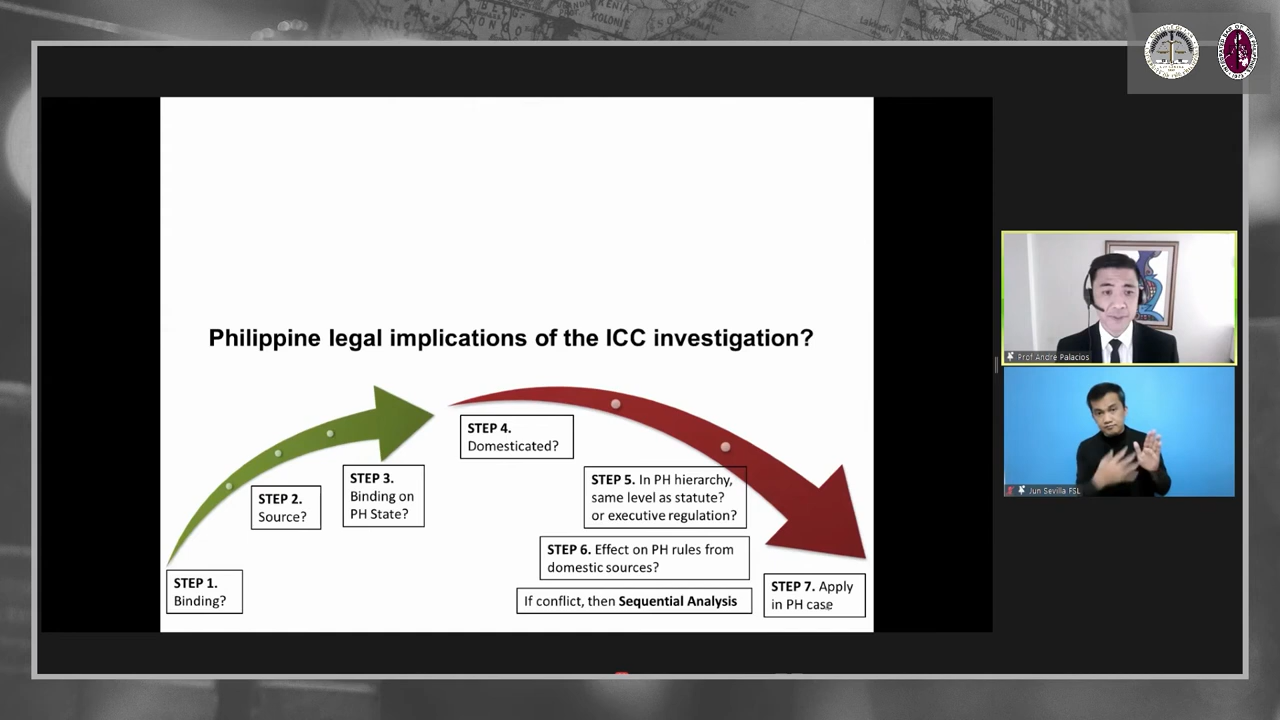 Philippine legal implications of the ICC investigation?
STEP 1.
Binding?
STEP 2.
Source?
STEP 3.
Binding on
PH State?
STEP 4.
Domesticated?
STEP 5. In PH hierarchy,
same level as statute?
or executive regulation?
STEP 6. Effect on PH rules from
domestic sources?
If conflict, then Sequential Analysis
STEP 7. Apply
in PH case
Prof Andre Palacios
Jun Sevilla FSL